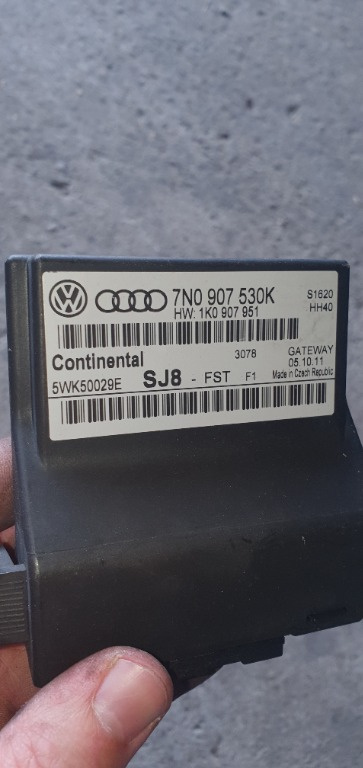 7N0 907 530K
HW: 1K0 907 951
S1620
HH40
Continental
3078
GATEWAY
05.10.11
5WK50029E
SJ8 - FST F1
Made in Czech Republic